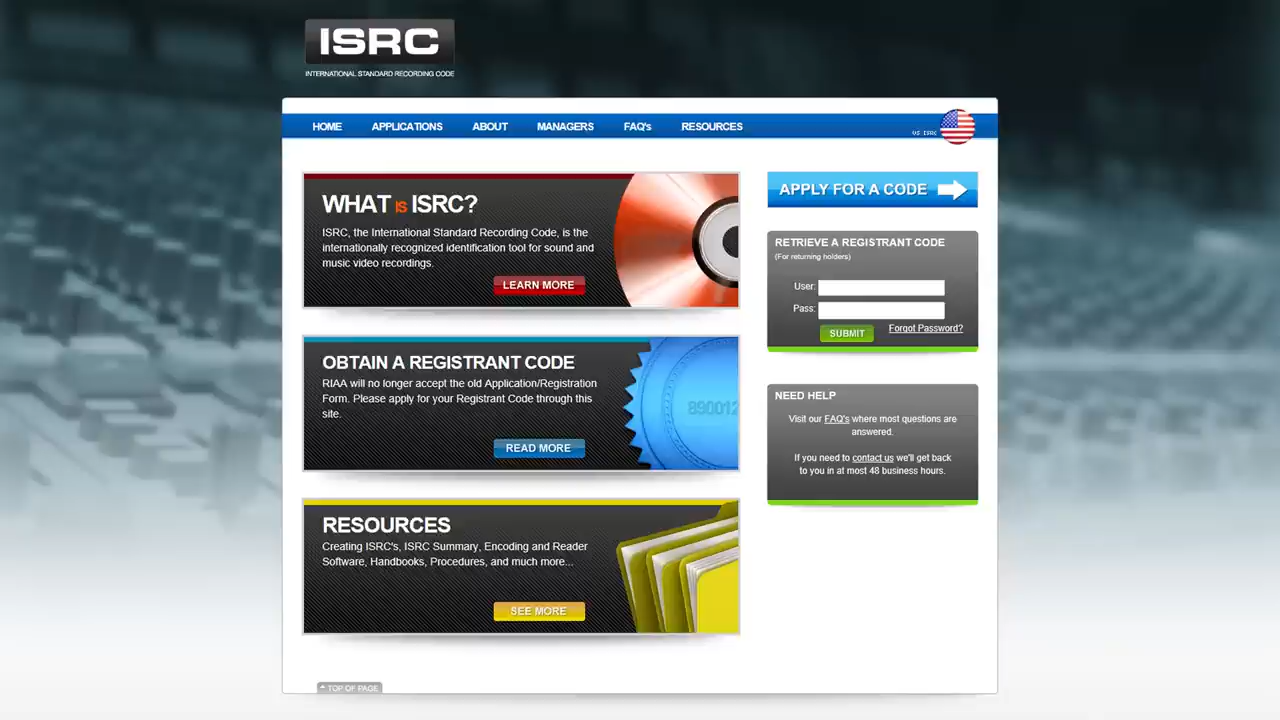 ISRC
INTERNATIONAL STANDARD RECORDING CODE
HOME APPLICATIONS ABOUT MANAGERS FAQ's RESOURCES
US ISRC
WHAT IS ISRC?
ISRC, the International Standard Recording Code, is the
internationally recognized identification tool for sound and
music video recordings.
LEARN MORE
OBTAIN A REGISTRANT CODE
RIAA will no longer accept the old Application/Registration
Form. Please apply for your Registrant Code through this
site.
READ MORE
890012
RESOURCES
Creating ISRC's, ISRC Summary, Encoding and Reader
Software, Handbooks, Procedures, and much more...
SEE MORE
APPLY FOR A CODE
RETRIEVE A REGISTRANT CODE
(For returning holders)
User:
Pass:
SUBMIT Forgot Password?
NEED HELP
Visit our FAQ's where most questions are
answered.
If you need to contact us we'll get back
to you in at most 48 business hours.
TOP OF PAGE